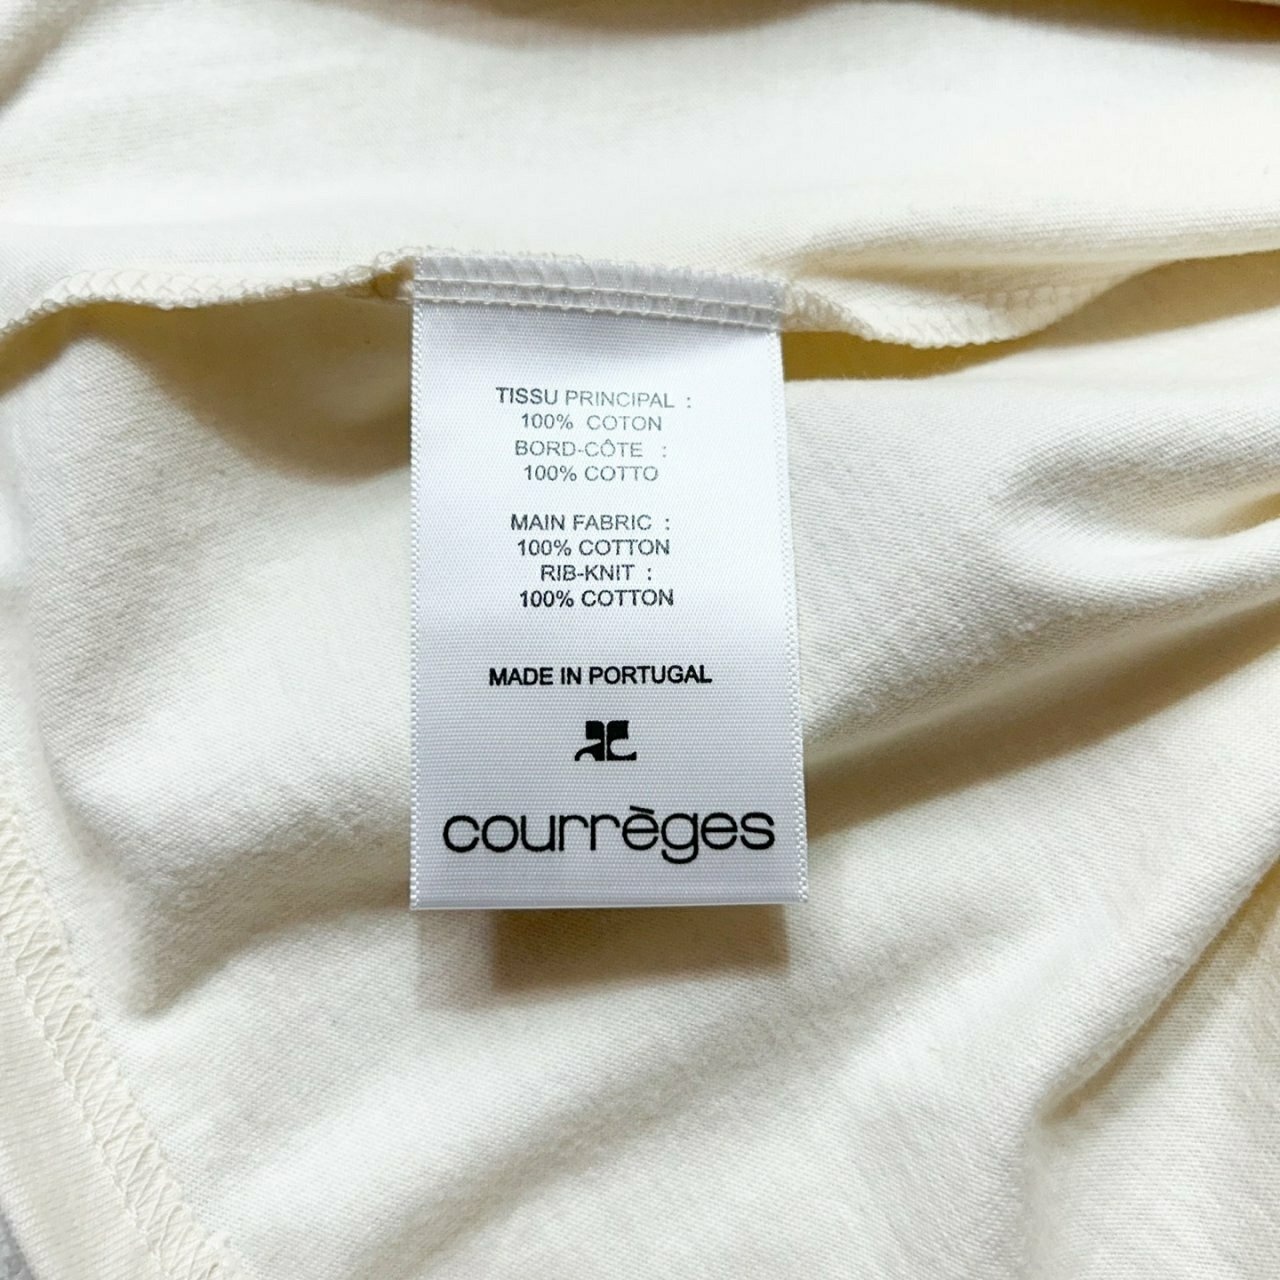 TISSU PRINCIPAL :
100% COTON
BORD-CÔTE :
100% COTTO
MAIN FABRIC :
100% COTTON
RIB-KNIT :
100% COTTON
MADE IN PORTUGAL
courrèges